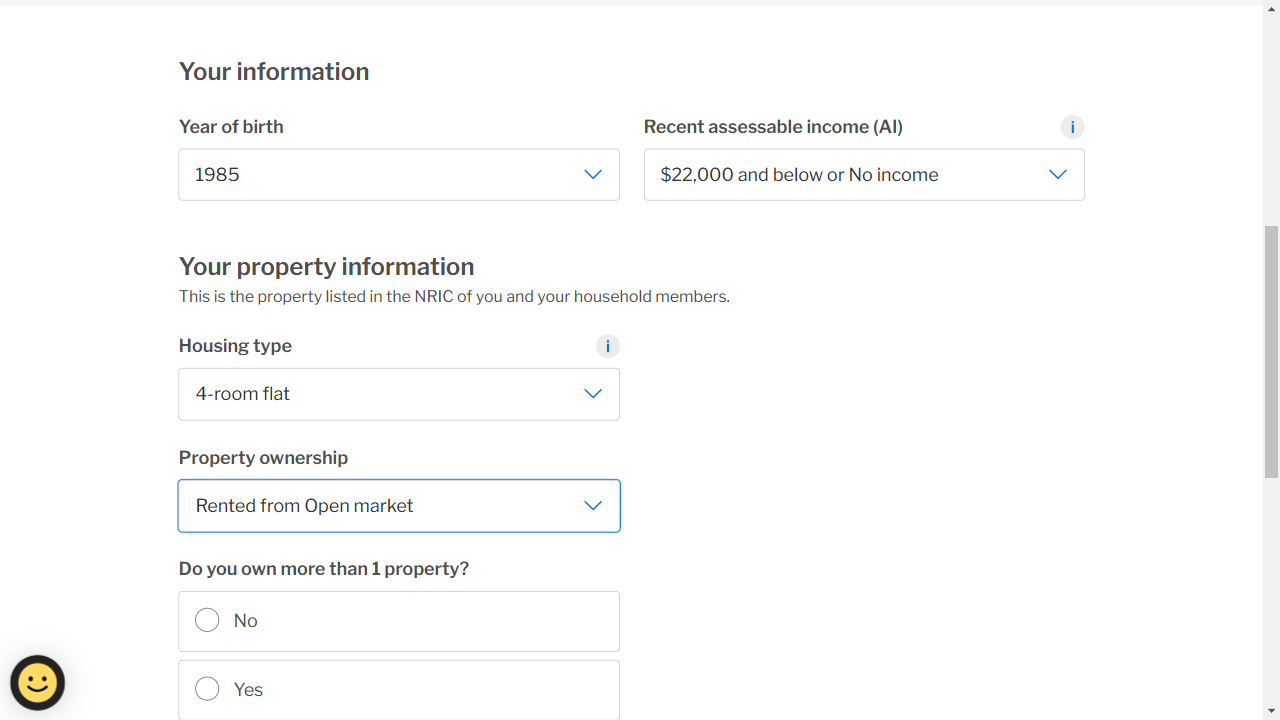 Your information
Year of birth
Recent assessable income (AI)
i
1985
$22,000 and below or No income
Your property information
This is the property listed in the NRIC of you and your household members.
Housing type
i
4-room flat
Property ownership
Rented from Open market
Do you own more than 1 property?
No
Yes